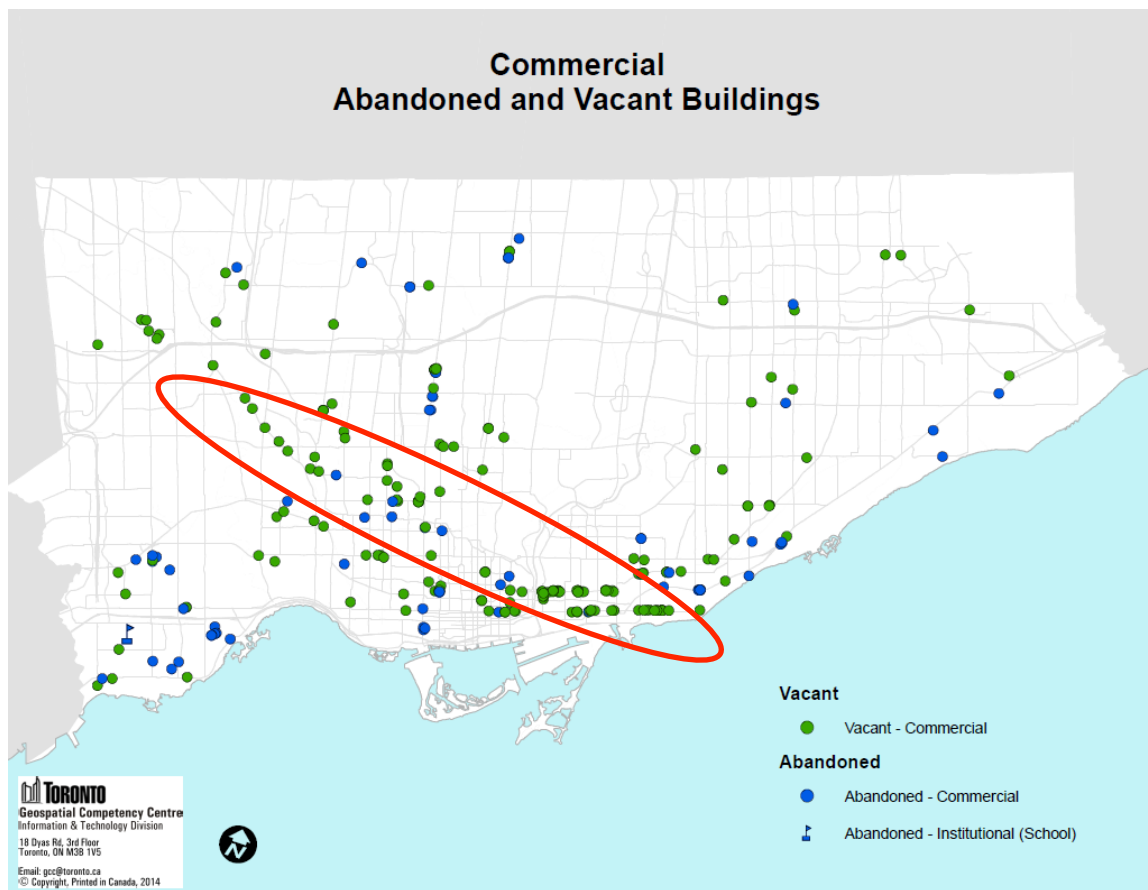 Commercial
Abandoned and Vacant Buildings
Vacant
Vacant - Commercial
Abandoned
Abandoned - Commercial
Abandoned - Institutional (School)
TORONTO
Geospatial Competency Centre
Information & Technology Division
18 Dyas Rd, 3rd Floor
Toronto, ON M3B 1V5
Email: gcc@toronto.ca
© Copyright, Printed in Canada, 2014
N